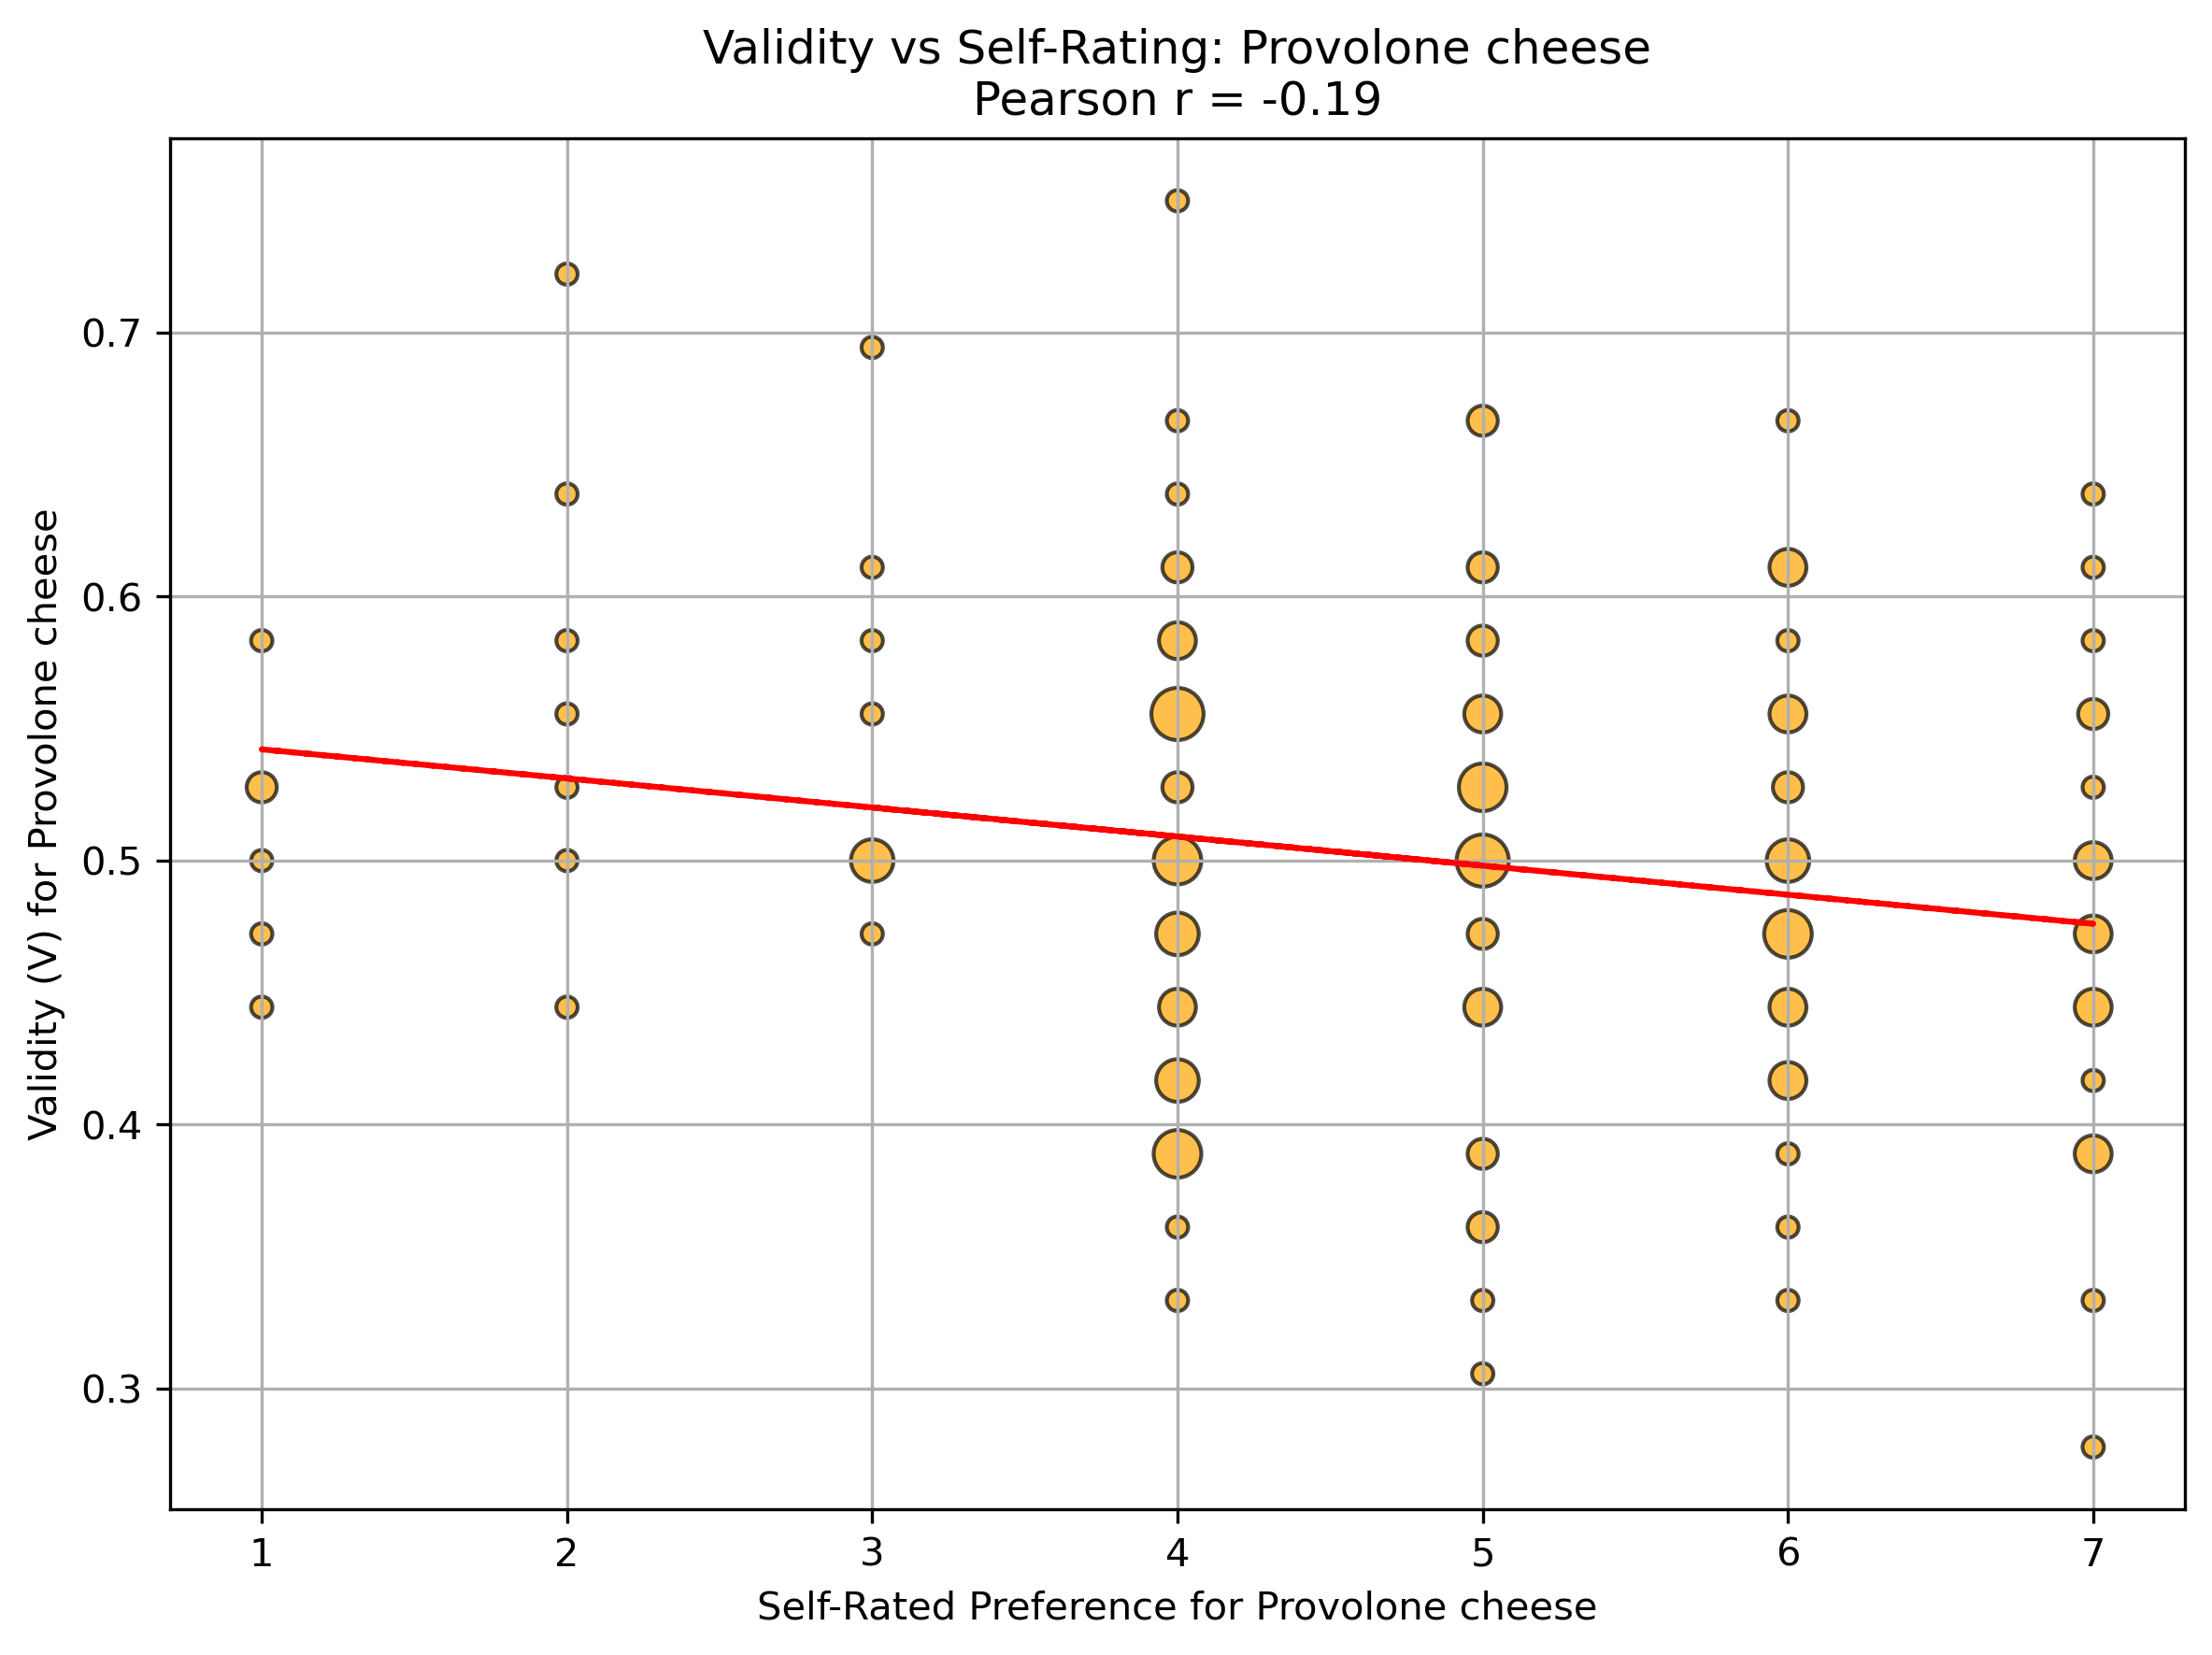 Validity vs Self-Rating: Provolone cheese
Pearson r = -0.19
Validity (V) for Provolone cheese
0.7
0.6
0.5
0.4
0.3
1 2 3 4 5 6 7
Self-Rated Preference for Provolone cheese